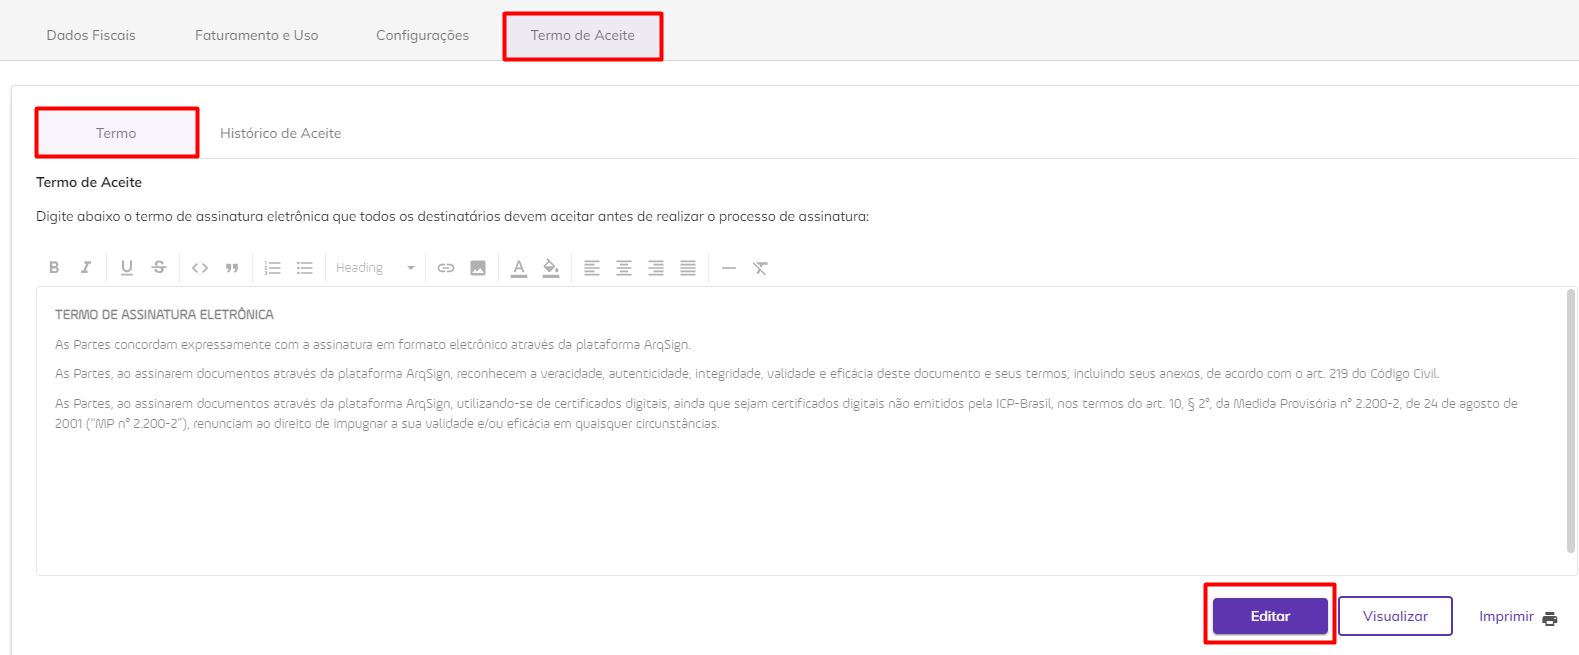 Dados Fiscais Faturamento e Uso Configurações Termo de Aceite
Termo Histórico de Aceite
Termo de Aceite
Digite abaixo o termo de assinatura eletrônica que todos os destinatários devem aceitar antes de realizar o processo de assinatura:
B I U S <> Heading A
TERMO DE ASSINATURA ELETRÔNICA
As Partes concordam expressamente com a assinatura em formato eletrônico através da plataforma ArqSign.
As Partes, ao assinarem documentos através da plataforma ArqSign, reconhecem a veracidade, autenticidade, integridade, validade e eficácia deste documento e seus termos, incluindo seus anexos, de acordo com o art. 219 do Código Civil.
As Partes, ao assinarem documentos através da plataforma ArqSign, utilizando-se de certificados digitais, ainda que sejam certificados digitais não emitidos pela ICP-Brasil, nos termos do art. 10, § 2º, da Medida Provisória nº 2.200-2, de 24 de agosto de
2001 ("MP nº 2.200-2"), renunciam ao direito de impugnar a sua validade e/ou eficácia em quaisquer circunstâncias.
Editar Visualizar Imprimir